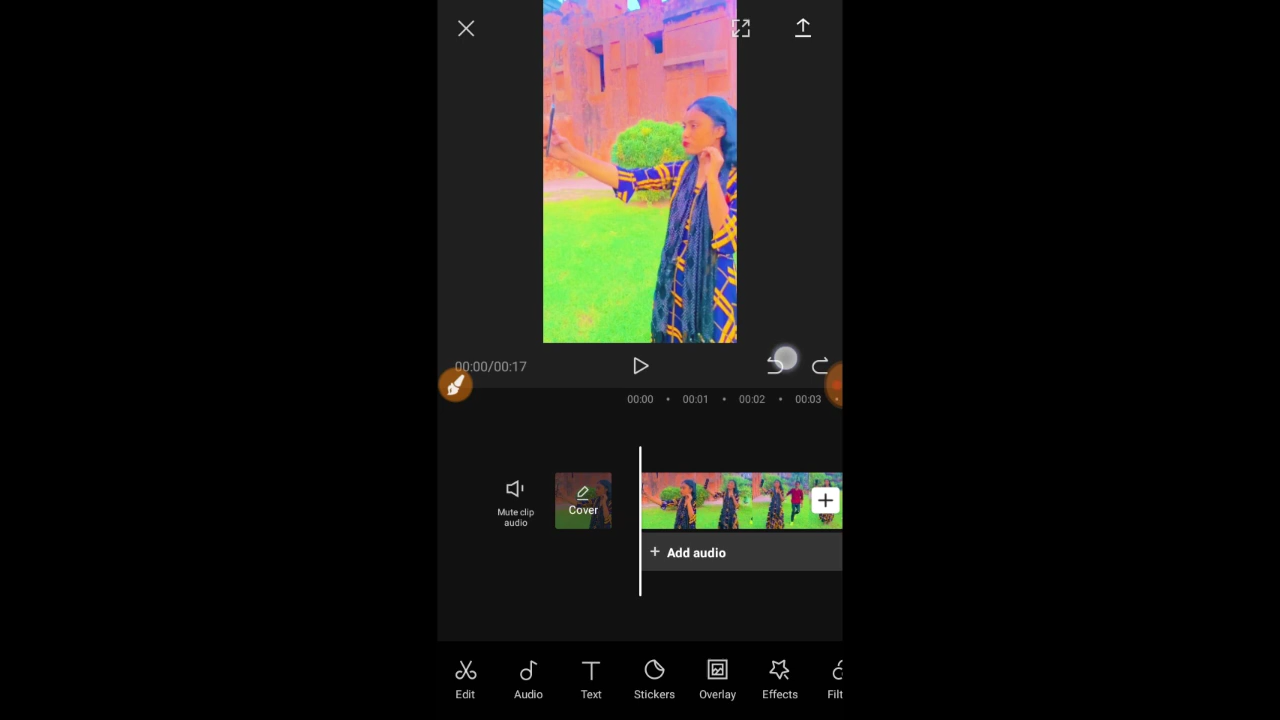 00:00/00:17
00:00 00:01 00:02 00:03
Mute clip
audio
Cover
+ Add audio
Edit Audio Text Stickers Overlay Effects Filt